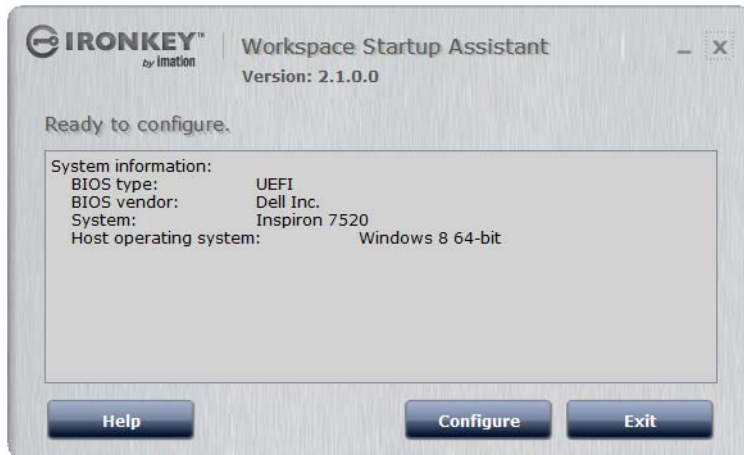 IRONKEY™
by imation
Workspace Startup Assistant
Version: 2.1.0.0
Ready to configure.
System information:
BIOS type: UEFI
BIOS vendor: Dell Inc.
System: Inspiron 7520
Host operating system: Windows 8 64-bit
Help
Configure
Exit